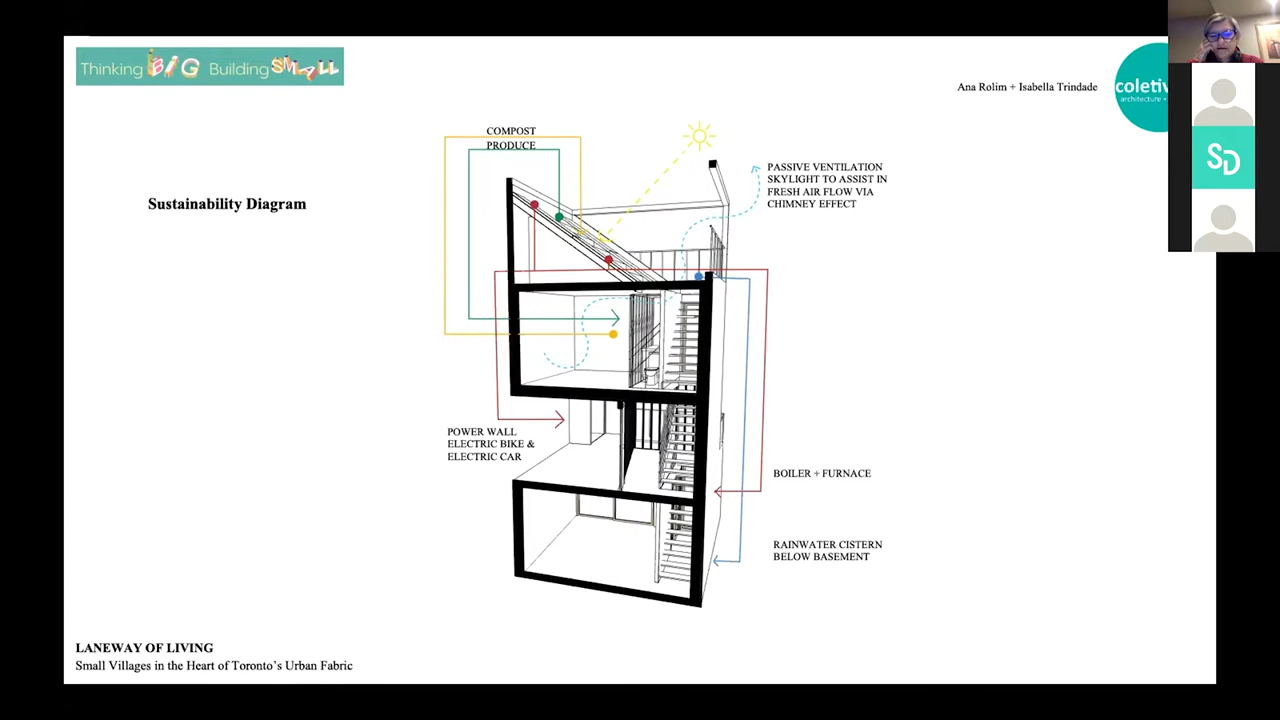 Thinking BIG Building SMALL
Ana Rolim + Isabella Trindade
coletiv
architecture +
SD
COMPOST
PRODUCE
PASSIVE VENTILATION
SKYLIGHT TO ASSIST IN
FRESH AIR FLOW VIA
CHIMNEY EFFECT
Sustainability Diagram
POWER WALL
ELECTRIC BIKE &
ELECTRIC CAR
BOILER + FURNACE
RAINWATER CISTERN
BELOW BASEMENT
LANEWAY OF LIVING
Small Villages in the Heart of Toronto's Urban Fabric